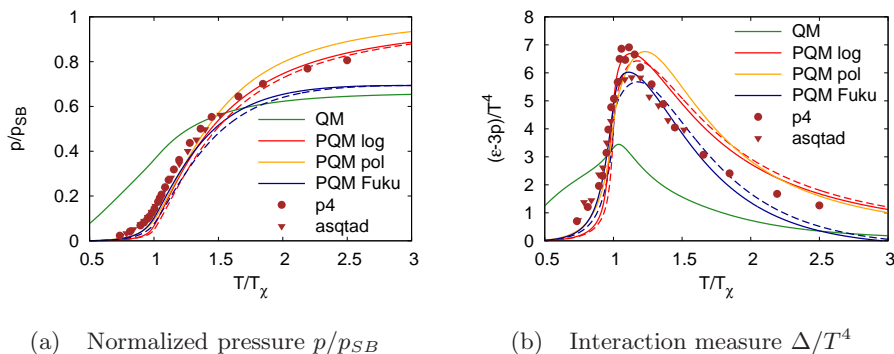 1
0.8
0.6
0.4
0.2
0
p/p_SB
0.5 1 1.5 2 2.5 3
T/T_χ
QM
PQM log
PQM pol
PQM Fuku
p4
asqtad
8
7
6
5
4
3
2
1
0
(ε-3p)/T^4
0.5 1 1.5 2 2.5 3
T/T_χ
QM
PQM log
PQM pol
PQM Fuku
p4
asqtad
(a) Normalized pressure p/p_SB
(b) Interaction measure Δ/T^4